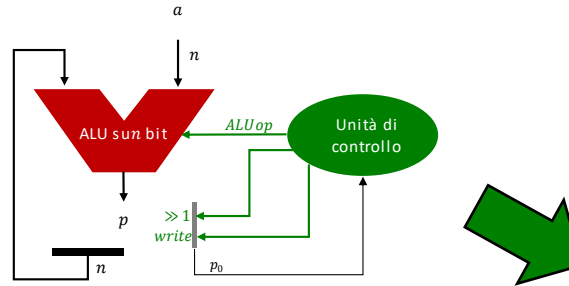 a
n
ALU su n bit
ALUop
Unità di
controllo
p
≫ 1
write
n
p₀